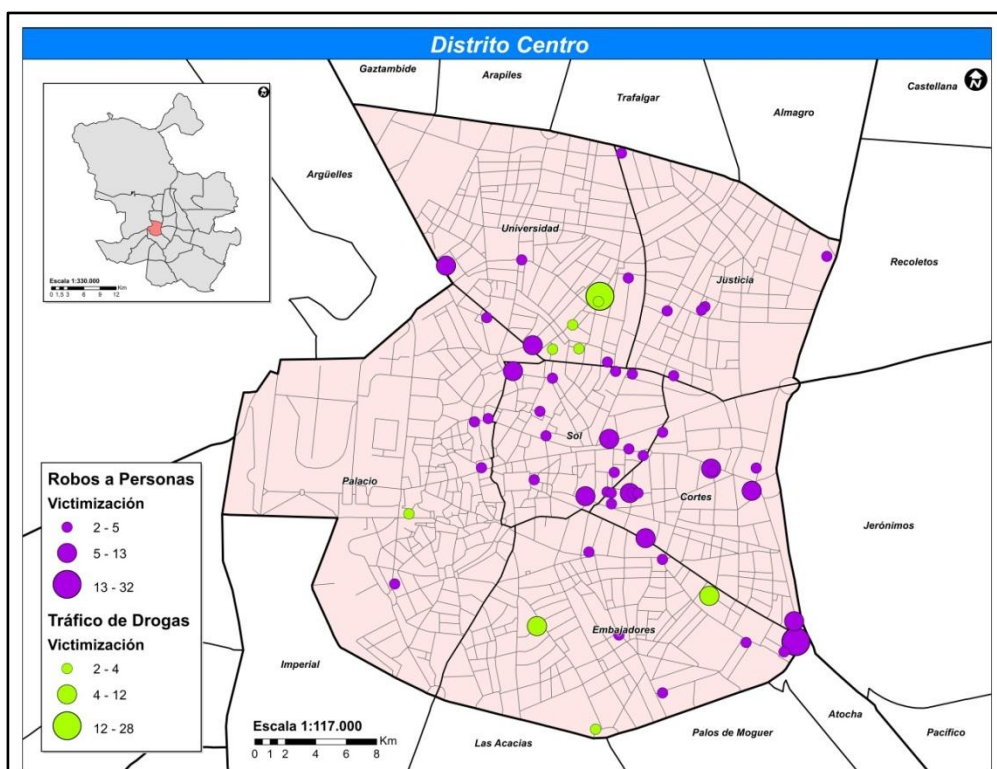 Distrito Centro
Gaztambide
Arapiles
Trafalgar
Almagro
Castellana
N
Argüelles
Universidad
Justicia
Recoletos
Escala 1:330.000
0 1,5 3 6 9 12 Km
Sol
Palacio
Cortes
Jerónimos
Embajadores
Imperial
Las Acacias
Palos de Moguer
Atocha
Pacífico
Robos a Personas
Victimización
2 - 5
5 - 13
13 - 32
Tráfico de Drogas
Victimización
2 - 4
4 - 12
12 - 28
Escala 1:117.000
0 1 2 4 6 8 Km